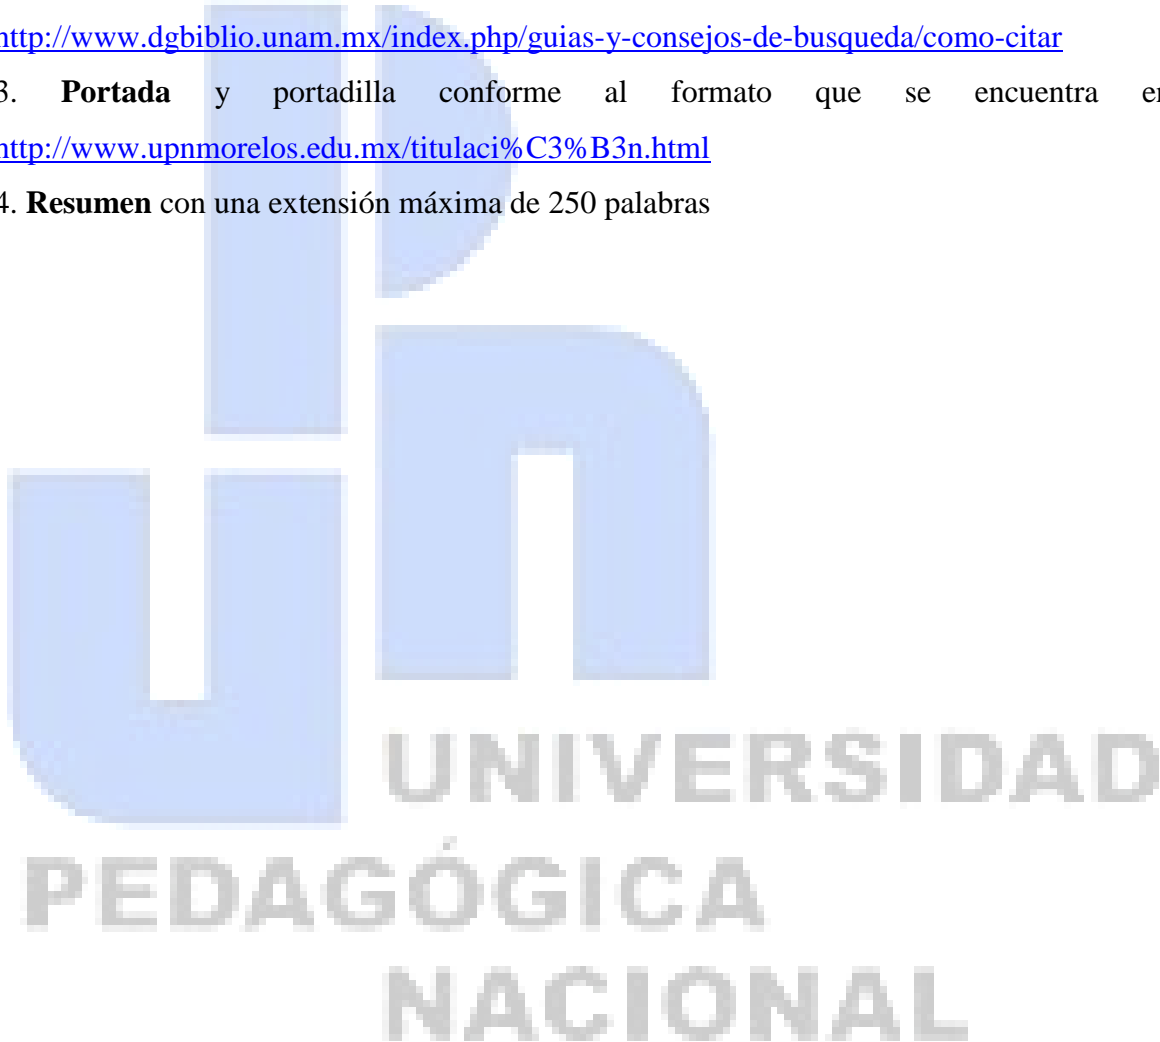 http://www.dgbiblio.unam.mx/index.php/guias-y-consejos-de-busqueda/como-citar
3. Portada y portadilla conforme al formato que se encuentra en
http://www.upnmorelos.edu.mx/titulaci%C3%B3n.html
4. Resumen con una extensión máxima de 250 palabras
upn
UNIVERSIDAD
PEDAGÓGICA
NACIONAL